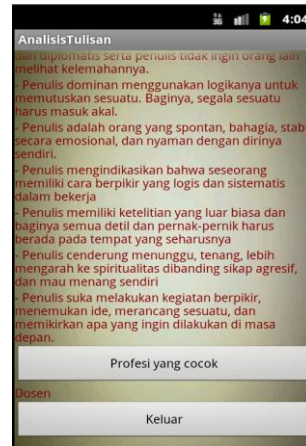 4:04
AnalisisTulisan
dan diplomatis serta penulis tidak ingin orang lain
melihat kelemahannya.
- Penulis dominan menggunakan logikanya untuk
memutuskan sesuatu. Baginya, segala sesuatu
harus masuk akal.
- Penulis adalah orang yang spontan, bahagia, stabil
secara emosional, dan nyaman dengan dirinya
sendiri.
- Penulis mengindikasikan bahwa seseorang
memiliki cara berpikir yang logis dan sistematis
dalam bekerja
- Penulis memiliki ketelitian yang luar biasa dan
baginya semua detil dan pernak-pernik harus
berada pada tempat yang seharusnya
- Penulis cenderung menunggu, tenang, lebih
mengarah ke spiritualitas dibanding sikap agresif,
dan mau menang sendiri
- Penulis suka melakukan kegiatan berpikir,
menemukan ide, merancang sesuatu, dan
memikirkan apa yang ingin dilakukan di masa
depan.
Profesi yang cocok
Dosen
Keluar